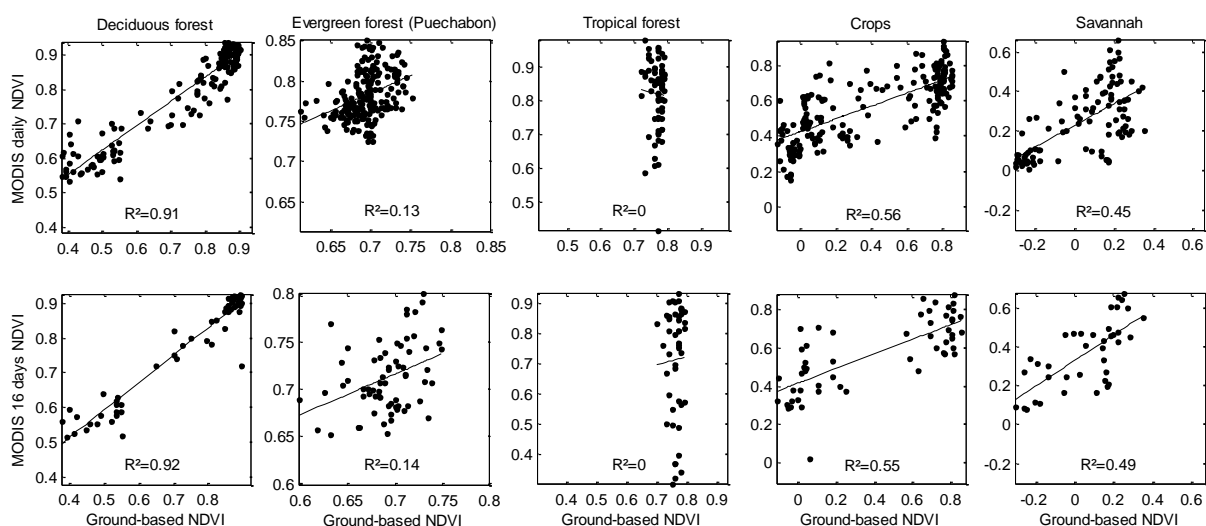 Deciduous forest Evergreen forest (Puechabon) Tropical forest Crops Savannah
MODIS daily NDVI
0.9 0.8 0.7 0.6 0.5 0.4
R²=0.91
0.4 0.5 0.6 0.7 0.8 0.9
0.85 0.8 0.75 0.7 0.65
R²=0.13
0.65 0.7 0.75 0.8 0.85
0.9 0.8 0.7 0.6 0.5
R²=0
0.5 0.6 0.7 0.8 0.9
0.8 0.6 0.4 0.2 0
R²=0.56
0 0.2 0.4 0.6 0.8
0.6 0.4 0.2 0 -0.2
R²=0.45
-0.2 0 0.2 0.4 0.6
MODIS 16 days NDVI
0.9 0.8 0.7 0.6 0.5 0.4
R²=0.92
0.4 0.5 0.6 0.7 0.8
Ground-based NDVI
0.8 0.75 0.7 0.65 0.6
R²=0.14
0.6 0.65 0.7 0.75 0.8
Ground-based NDVI
0.9 0.8 0.7 0.6 0.5 0.4
R²=0
0.4 0.5 0.6 0.7 0.8 0.9
Ground-based NDVI
0.8 0.6 0.4 0.2 0
R²=0.55
0 0.2 0.4 0.6 0.8
Ground-based NDVI
0.6 0.4 0.2 0 -0.2
R²=0.49
-0.2 0 0.2 0.4 0.6
Ground-based NDVI